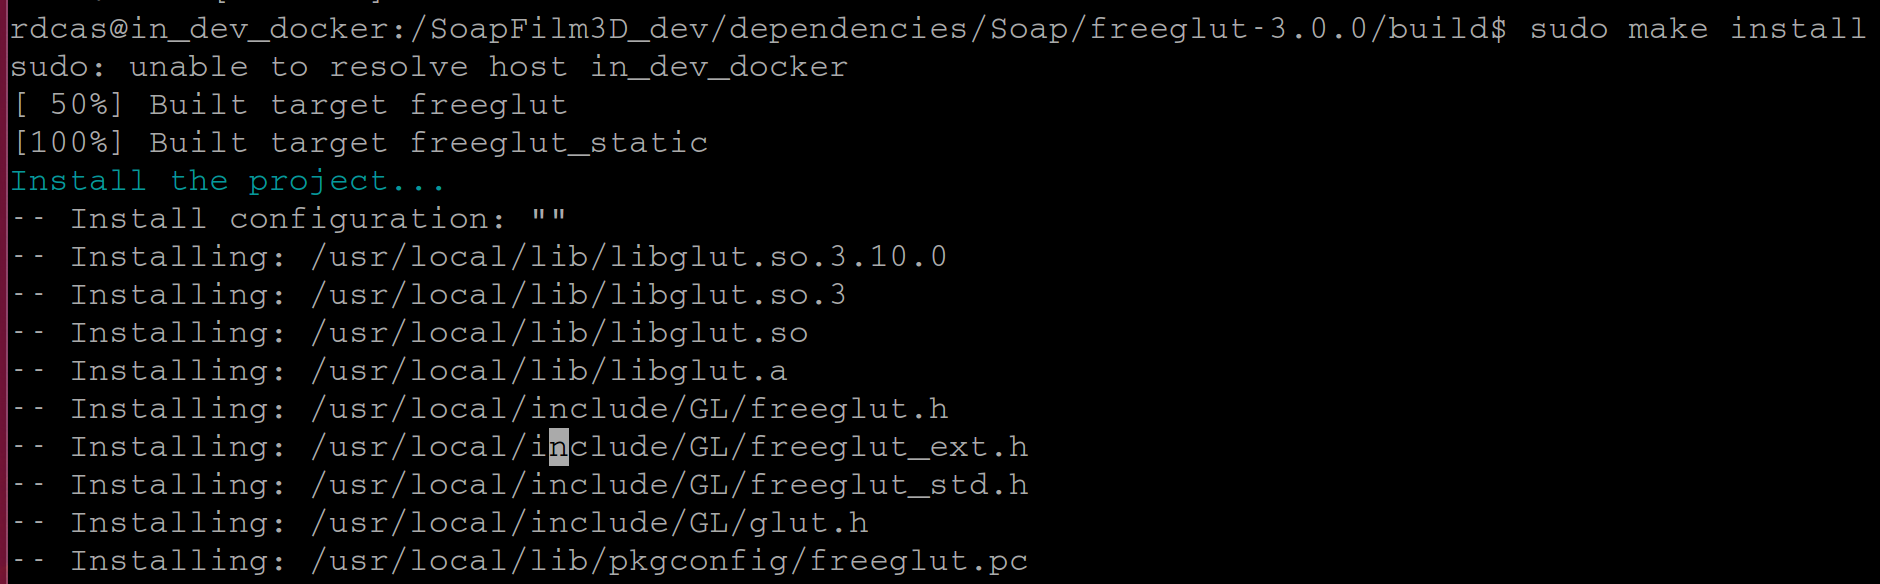 rdcas@in_dev_docker:/SoapFilm3D_dev/dependencies/Soap/freeglut-3.0.0/build$ sudo make install
sudo: unable to resolve host in_dev_docker
[ 50%] Built target freeglut
[100%] Built target freeglut_static
Install the project...
-- Install configuration: ""
-- Installing: /usr/local/lib/libglut.so.3.10.0
-- Installing: /usr/local/lib/libglut.so.3
-- Installing: /usr/local/lib/libglut.so
-- Installing: /usr/local/lib/libglut.a
-- Installing: /usr/local/include/GL/freeglut.h
-- Installing: /usr/local/include/GL/freeglut_ext.h
-- Installing: /usr/local/include/GL/freeglut_std.h
-- Installing: /usr/local/include/GL/glut.h
-- Installing: /usr/local/lib/pkgconfig/freeglut.pc